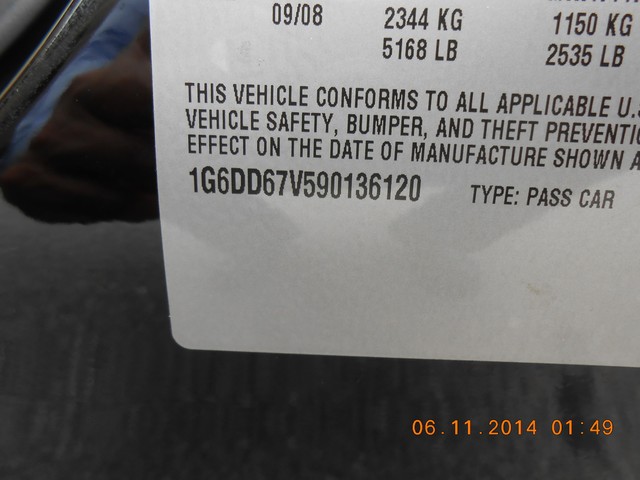 09/08 2344 KG 1150 KG
5168 LB 2535 LB
THIS VEHICLE CONFORMS TO ALL APPLICABLE U.S
VEHICLE SAFETY, BUMPER, AND THEFT PREVENTIO
EFFECT ON THE DATE OF MANUFACTURE SHOWN A
1G6DD67V590136120 TYPE: PASS CAR
06.11.2014 01:49